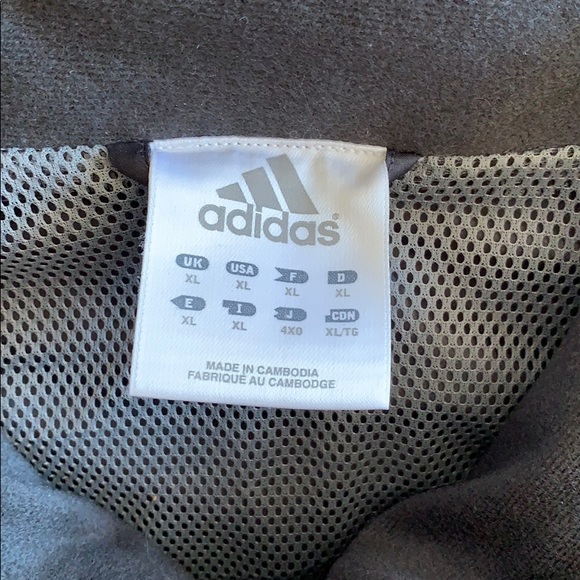 adidas®
UK USA F D
XL XL XL XL
E I J CDN
XL XL 4XO XL/TG
MADE IN CAMBODIA
FABRIQUÉ AU CAMBODGE